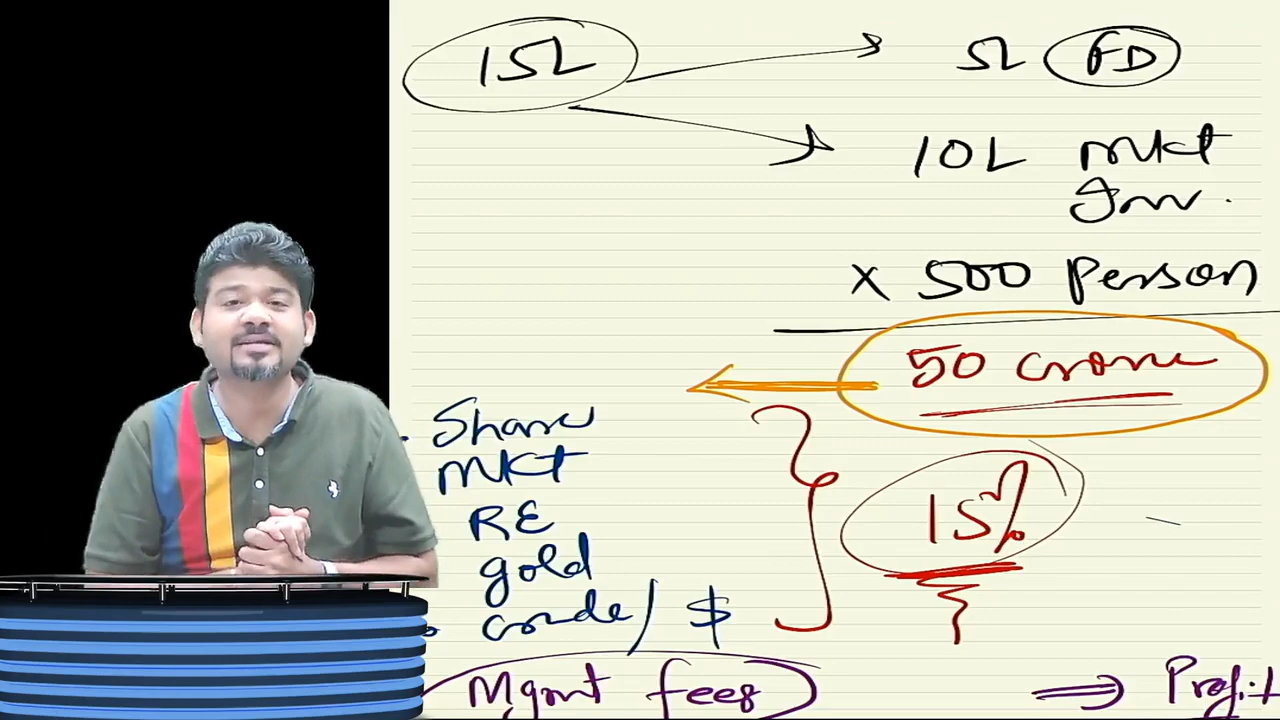 15L
5L FD
10L mkt
Inv.
x 500 Person
50 crore
Share
mkt
RE
gold
crude/ $
15%
Mgmt fees ⇒ Profit